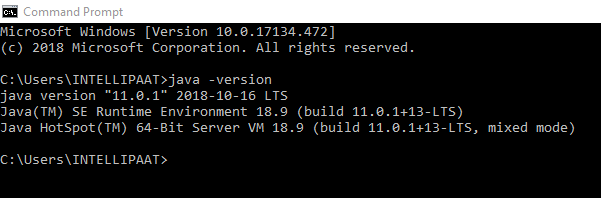 Command Prompt
Microsoft Windows [Version 10.0.17134.472]
(c) 2018 Microsoft Corporation. All rights reserved.
C:\Users\INTELLIPAAT>java -version
java version "11.0.1" 2018-10-16 LTS
Java(TM) SE Runtime Environment 18.9 (build 11.0.1+13-LTS)
Java HotSpot(TM) 64-Bit Server VM 18.9 (build 11.0.1+13-LTS, mixed mode)
C:\Users\INTELLIPAAT>